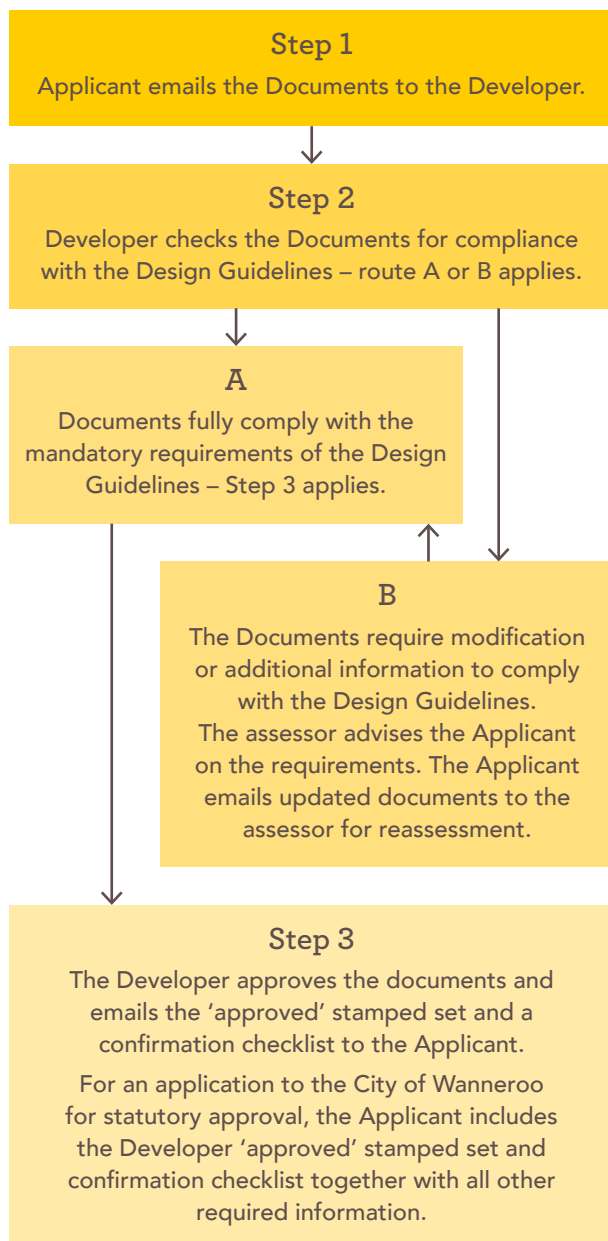 Step 1
Applicant emails the Documents to the Developer.
Step 2
Developer checks the Documents for compliance
with the Design Guidelines – route A or B applies.
A
Documents fully comply with the
mandatory requirements of the Design
Guidelines – Step 3 applies.
B
The Documents require modification
or additional information to comply
with the Design Guidelines.
The assessor advises the Applicant
on the requirements. The Applicant
emails updated documents to the
assessor for reassessment.
Step 3
The Developer approves the documents and
emails the ‘approved’ stamped set and a
confirmation checklist to the Applicant.
For an application to the City of Wanneroo
for statutory approval, the Applicant includes
the Developer ‘approved’ stamped set and
confirmation checklist together with all other
required information.